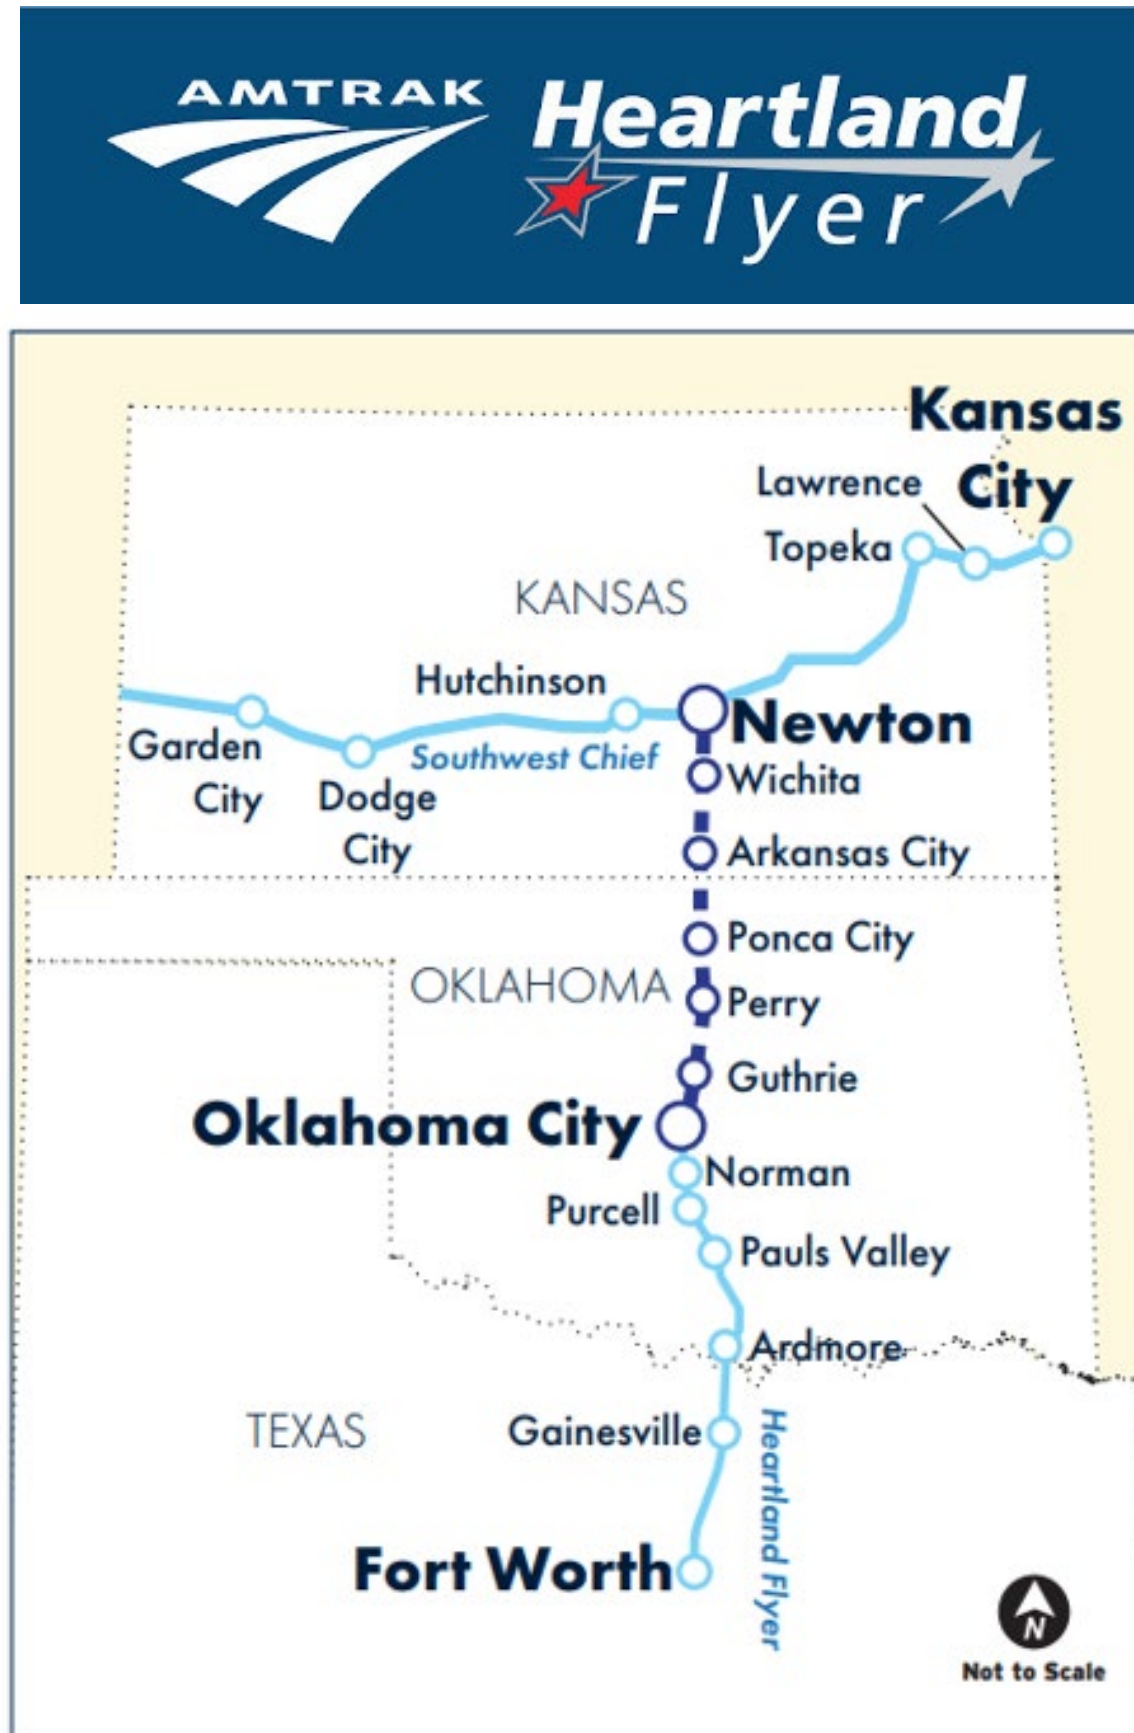 AMTRAK
Heartland
Flyer
Kansas
City
Lawrence
Topeka
KANSAS
Hutchinson
Newton
Garden
City
Southwest Chief
Dodge
City
Wichita
Arkansas City
Ponca City
OKLAHOMA
Perry
Guthrie
Oklahoma City
Norman
Purcell
Pauls Valley
Ardmore
TEXAS
Gainesville
Heartland Flyer
Fort Worth
N
Not to Scale